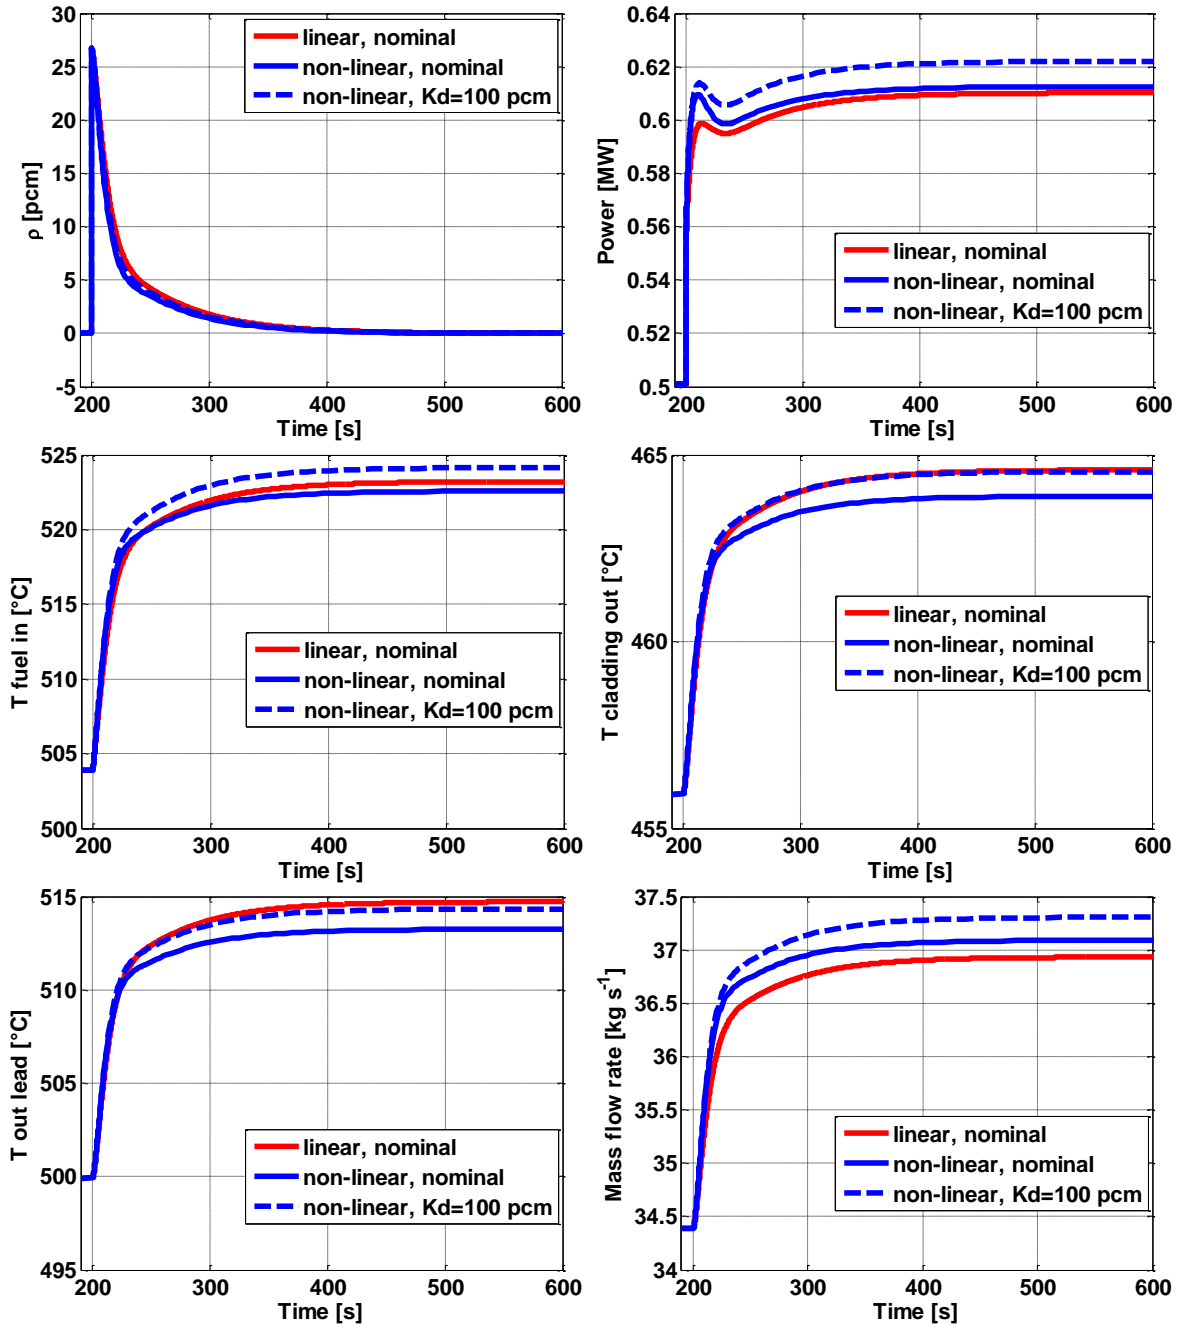 30
25
20
15
10
5
0
-5
200 300 400 500 600
ρ [pcm]
Time [s]
linear, nominal
non-linear, nominal
non-linear, Kd=100 pcm
0.64
0.62
0.6
0.58
0.56
0.54
0.52
0.5
200 300 400 500 600
Power [MW]
Time [s]
linear, nominal
non-linear, nominal
non-linear, Kd=100 pcm
525
520
515
510
505
500
200 300 400 500 600
T fuel in [°C]
Time [s]
linear, nominal
non-linear, nominal
non-linear, Kd=100 pcm
465
460
455
200 300 400 500 600
T cladding out [°C]
Time [s]
linear, nominal
non-linear, nominal
non-linear, Kd=100 pcm
515
510
505
500
495
200 300 400 500 600
T out lead [°C]
Time [s]
linear, nominal
non-linear, nominal
non-linear, Kd=100 pcm
37.5
37
36.5
36
35.5
35
34.5
34
200 300 400 500 600
Mass flow rate [kg s⁻¹]
Time [s]
linear, nominal
non-linear, nominal
non-linear, Kd=100 pcm